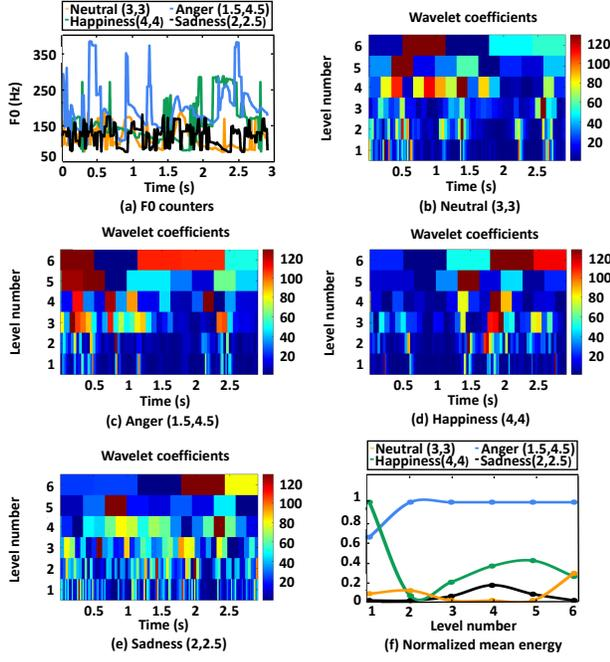 Neutral (3,3) Anger (1.5,4.5)
Happiness(4,4) Sadness(2,2.5)
350
250
150
50
F0 (Hz)
0 0.5 1 1.5 2 2.5 3
Time (s)
(a) F0 counters
Wavelet coefficients
6
5
4
3
2
1
Level number
0.5 1 1.5 2 2.5
Time (s)
120
100
80
60
40
20
(b) Neutral (3,3)
Wavelet coefficients
6
5
4
3
2
1
Level number
0.5 1 1.5 2 2.5
Time (s)
120
100
80
60
40
20
(c) Anger (1.5,4.5)
Wavelet coefficients
6
5
4
3
2
1
Level number
0.5 1 1.5 2 2.5
Time (s)
120
100
80
60
40
20
(d) Happiness (4,4)
Wavelet coefficients
6
5
4
3
2
1
Level number
0.5 1 1.5 2 2.5
Time (s)
120
100
80
60
40
20
(e) Sadness (2,2.5)
Neutral (3,3) Anger (1.5,4.5)
Happiness(4,4) Sadness(2,2.5)
1
0.8
0.6
0.4
0.2
0
1 2 3 4 5 6
Level number
(f) Normalized mean energy